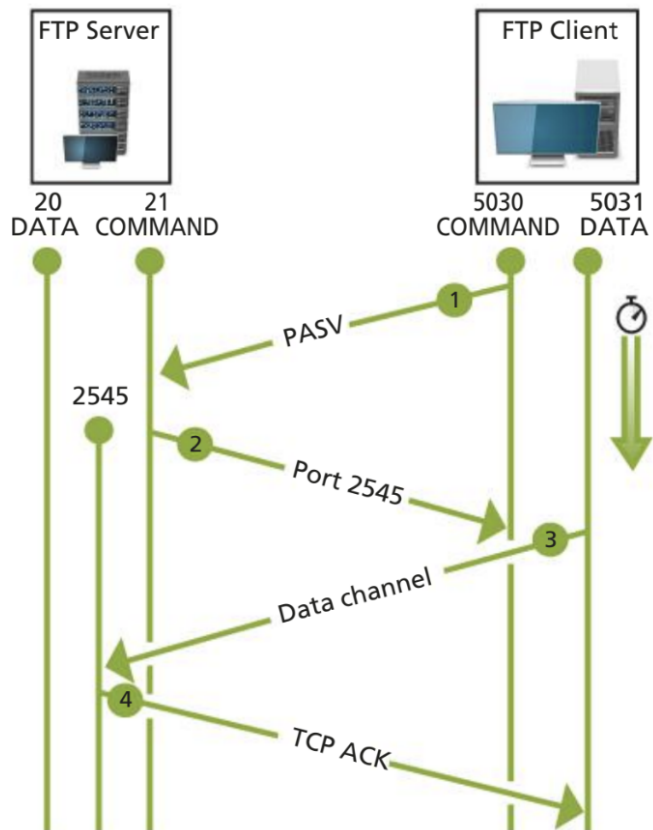 FTP Server
FTP Client
20
DATA
21
COMMAND
5030
COMMAND
5031
DATA
1
PASV
2545
2
Port 2545
3
Data channel
4
TCP ACK